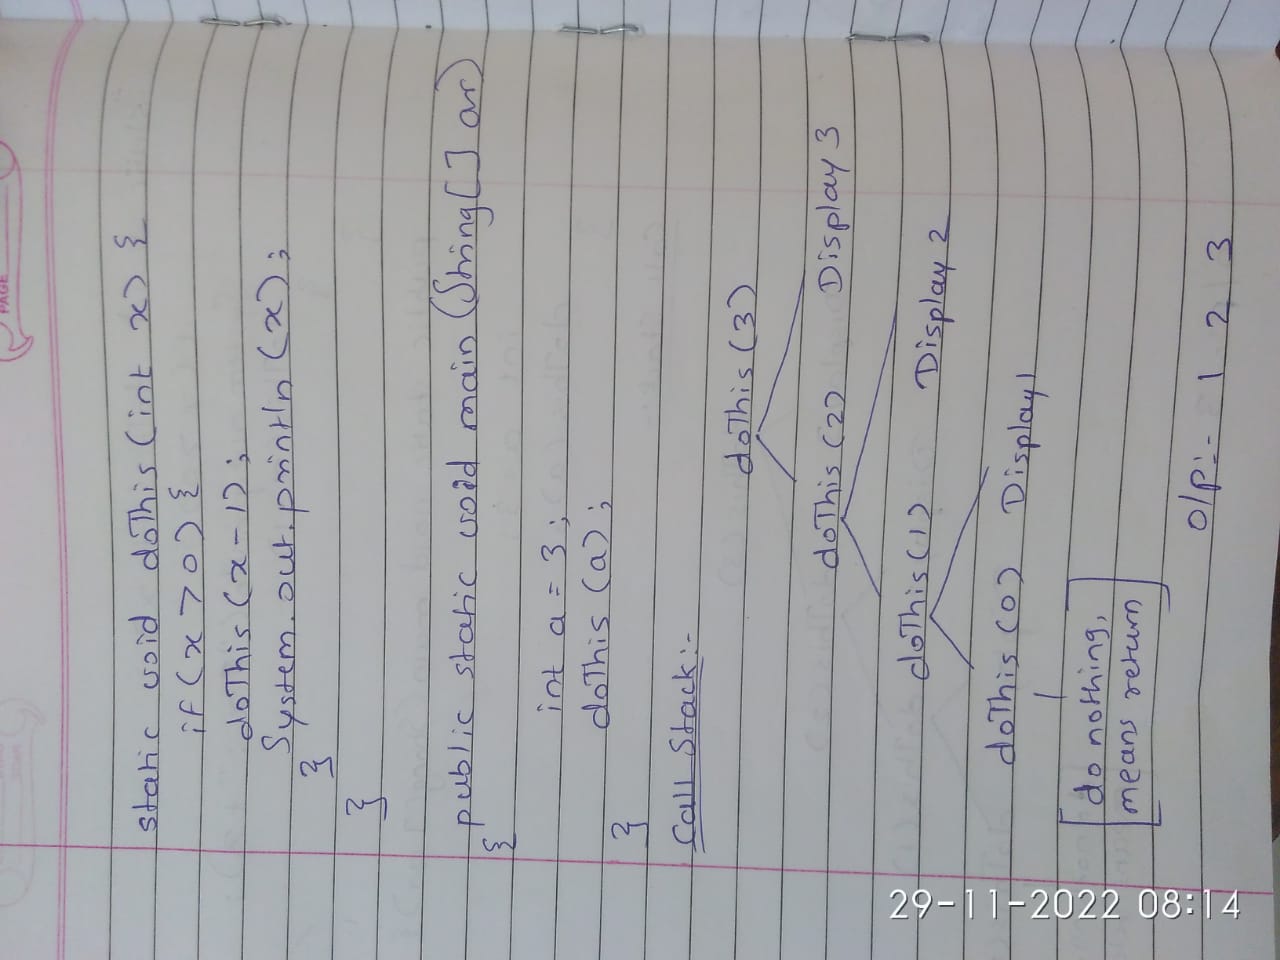 PAGE
static void doThis (int x) {
if (x > 0) {
doThis (x - 1);
System.out.println (x);
}
}
public static void main (String [] ar)
{
int a = 3;
doThis (a);
}
Call Stack:-
doThis (3)
doThis (2) Display 3
doThis (1) Display 2
doThis (0) Display 1
do nothing,
means return
o/p:- 1 2 3
29-11-2022 08:14